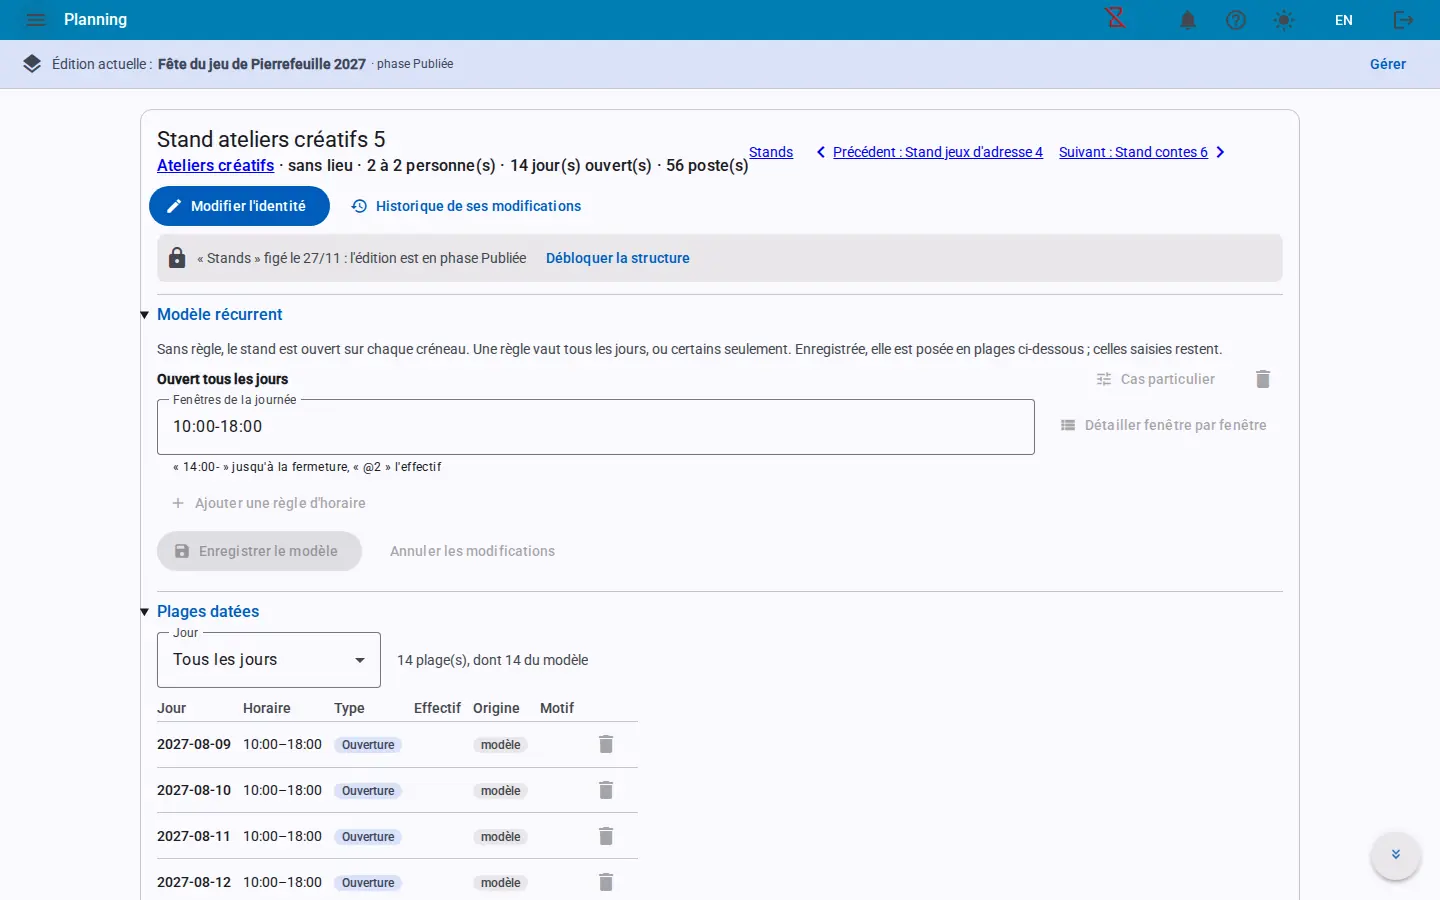 Planning
EN
Édition actuelle : Fête du jeu de Pierrefeuille 2027 · phase Publiée
Gérer
Stand ateliers créatifs 5
Ateliers créatifs · sans lieu · 2 à 2 personne(s) · 14 jour(s) ouvert(s) · 56 poste(s)
Stands
Précédent : Stand jeux d'adresse 4
Suivant : Stand contes 6
Modifier l'identité
Historique de ses modifications
« Stands » figé le 27/11 : l'édition est en phase Publiée
Débloquer la structure
Modèle récurrent
Sans règle, le stand est ouvert sur chaque créneau. Une règle vaut tous les jours, ou certains seulement. Enregistrée, elle est posée en plages ci-dessous ; celles saisies restent.
Ouvert tous les jours
Cas particulier
Fenêtres de la journée
10:00-18:00
Détailler fenêtre par fenêtre
« 14:00- » jusqu'à la fermeture, « @2 » l'effectif
Ajouter une règle d'horaire
Enregistrer le modèle
Annuler les modifications
Plages datées
Jour
Tous les jours
14 plage(s), dont 14 du modèle
Jour Horaire Type Effectif Origine Motif
2027-08-09 10:00–18:00 Ouverture modèle
2027-08-10 10:00–18:00 Ouverture modèle
2027-08-11 10:00–18:00 Ouverture modèle
2027-08-12 10:00–18:00 Ouverture modèle